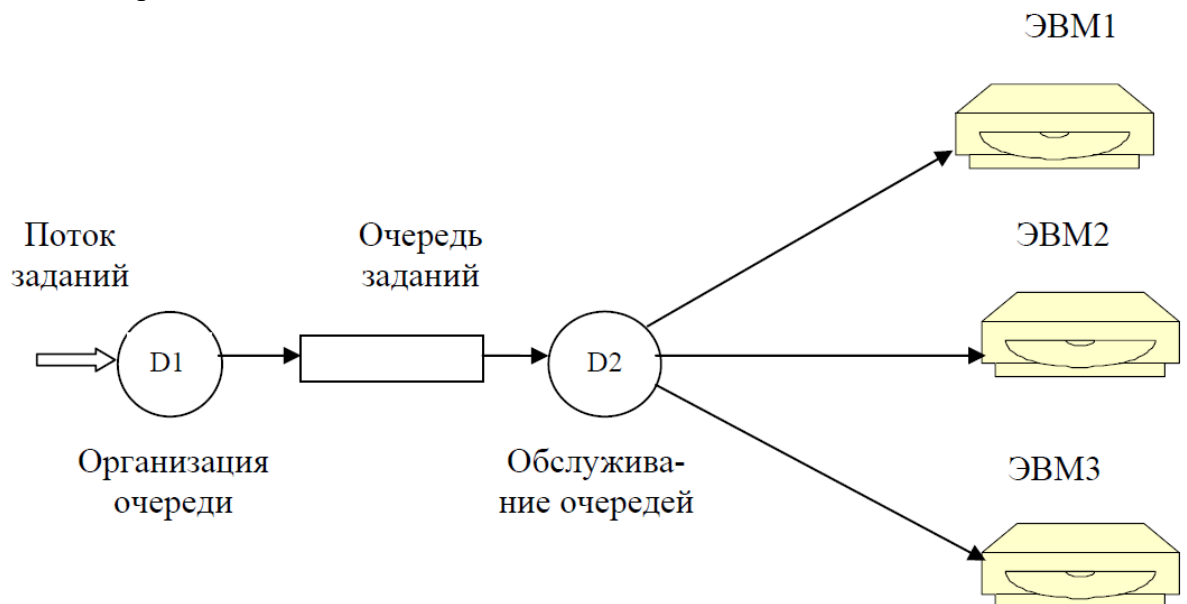 ЭВМ1
Поток
заданий
Очередь
заданий
ЭВМ2
D1
D2
Организация
очереди
Обслужива-
ние очередей
ЭВМ3